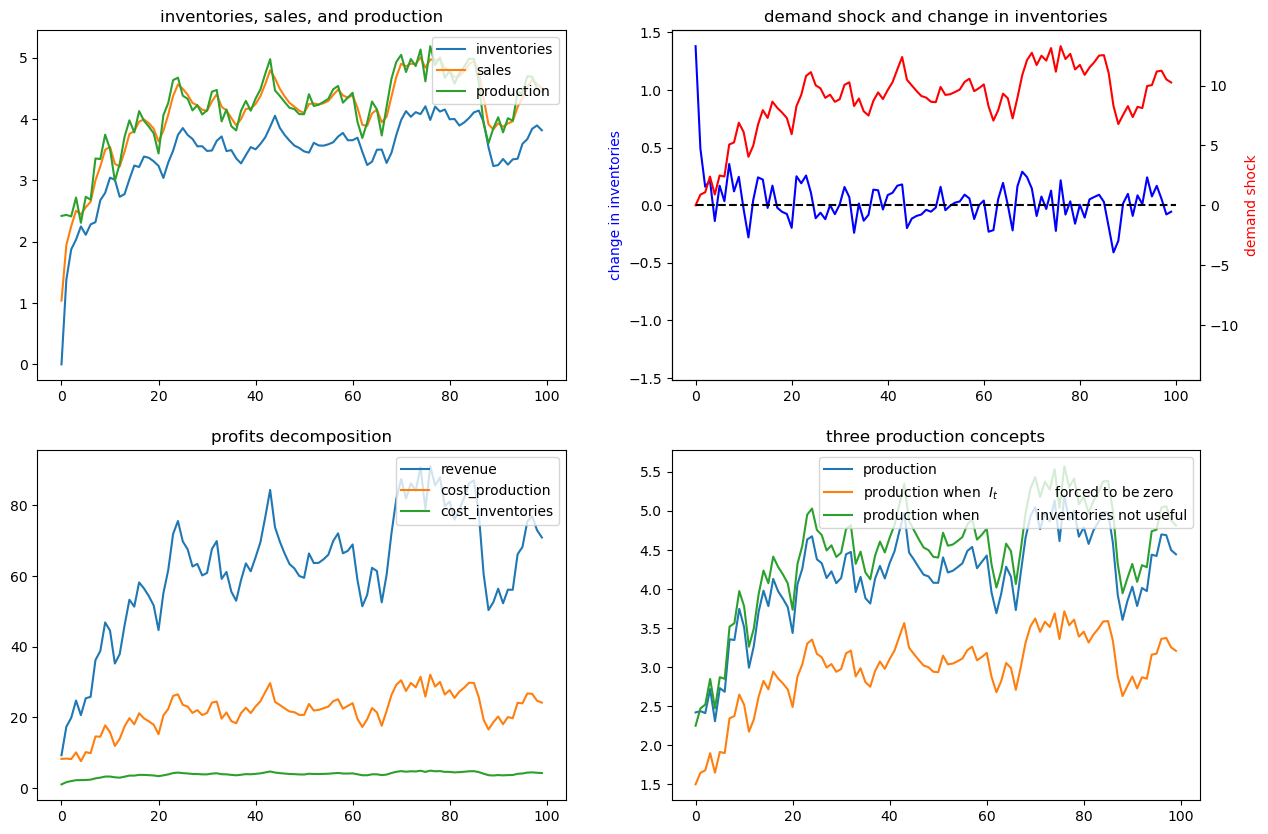 inventories, sales, and production
inventories
sales
production
5
4
3
2
1
0
0 20 40 60 80 100
demand shock and change in inventories
change in inventories
demand shock
1.5
1.0
0.5
0.0
−0.5
−1.0
−1.5
10
5
0
−5
−10
0 20 40 60 80 100
profits decomposition
revenue
cost_production
cost_inventories
80
60
40
20
0
0 20 40 60 80 100
three production concepts
production
production when I_t forced to be zero
production when inventories not useful
5.5
5.0
4.5
4.0
3.5
3.0
2.5
2.0
1.5
0 20 40 60 80 100